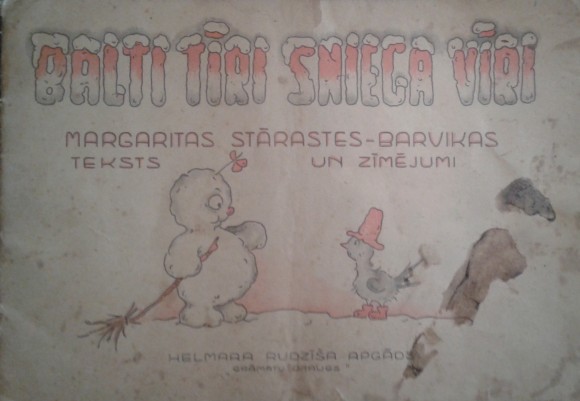 BALTI TĪRI SNIEGA VĪRI
MARGARITAS STĀRASTES-BARVIKAS
TEKSTS UN ZĪMĒJUMI
HELMARA RUDZĪŠA APGĀDS